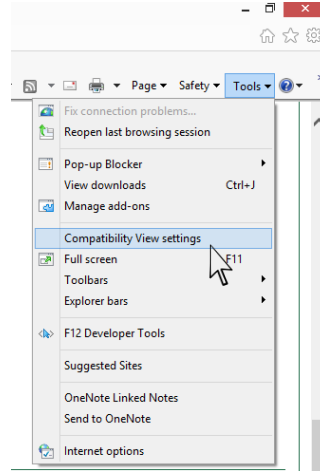 Page Safety Tools
Fix connection problems...
Reopen last browsing session
Pop-up Blocker
View downloads Ctrl+J
Manage add-ons
Compatibility View settings
Full screen F11
Toolbars
Explorer bars
F12 Developer Tools
Suggested Sites
OneNote Linked Notes
Send to OneNote
Internet options